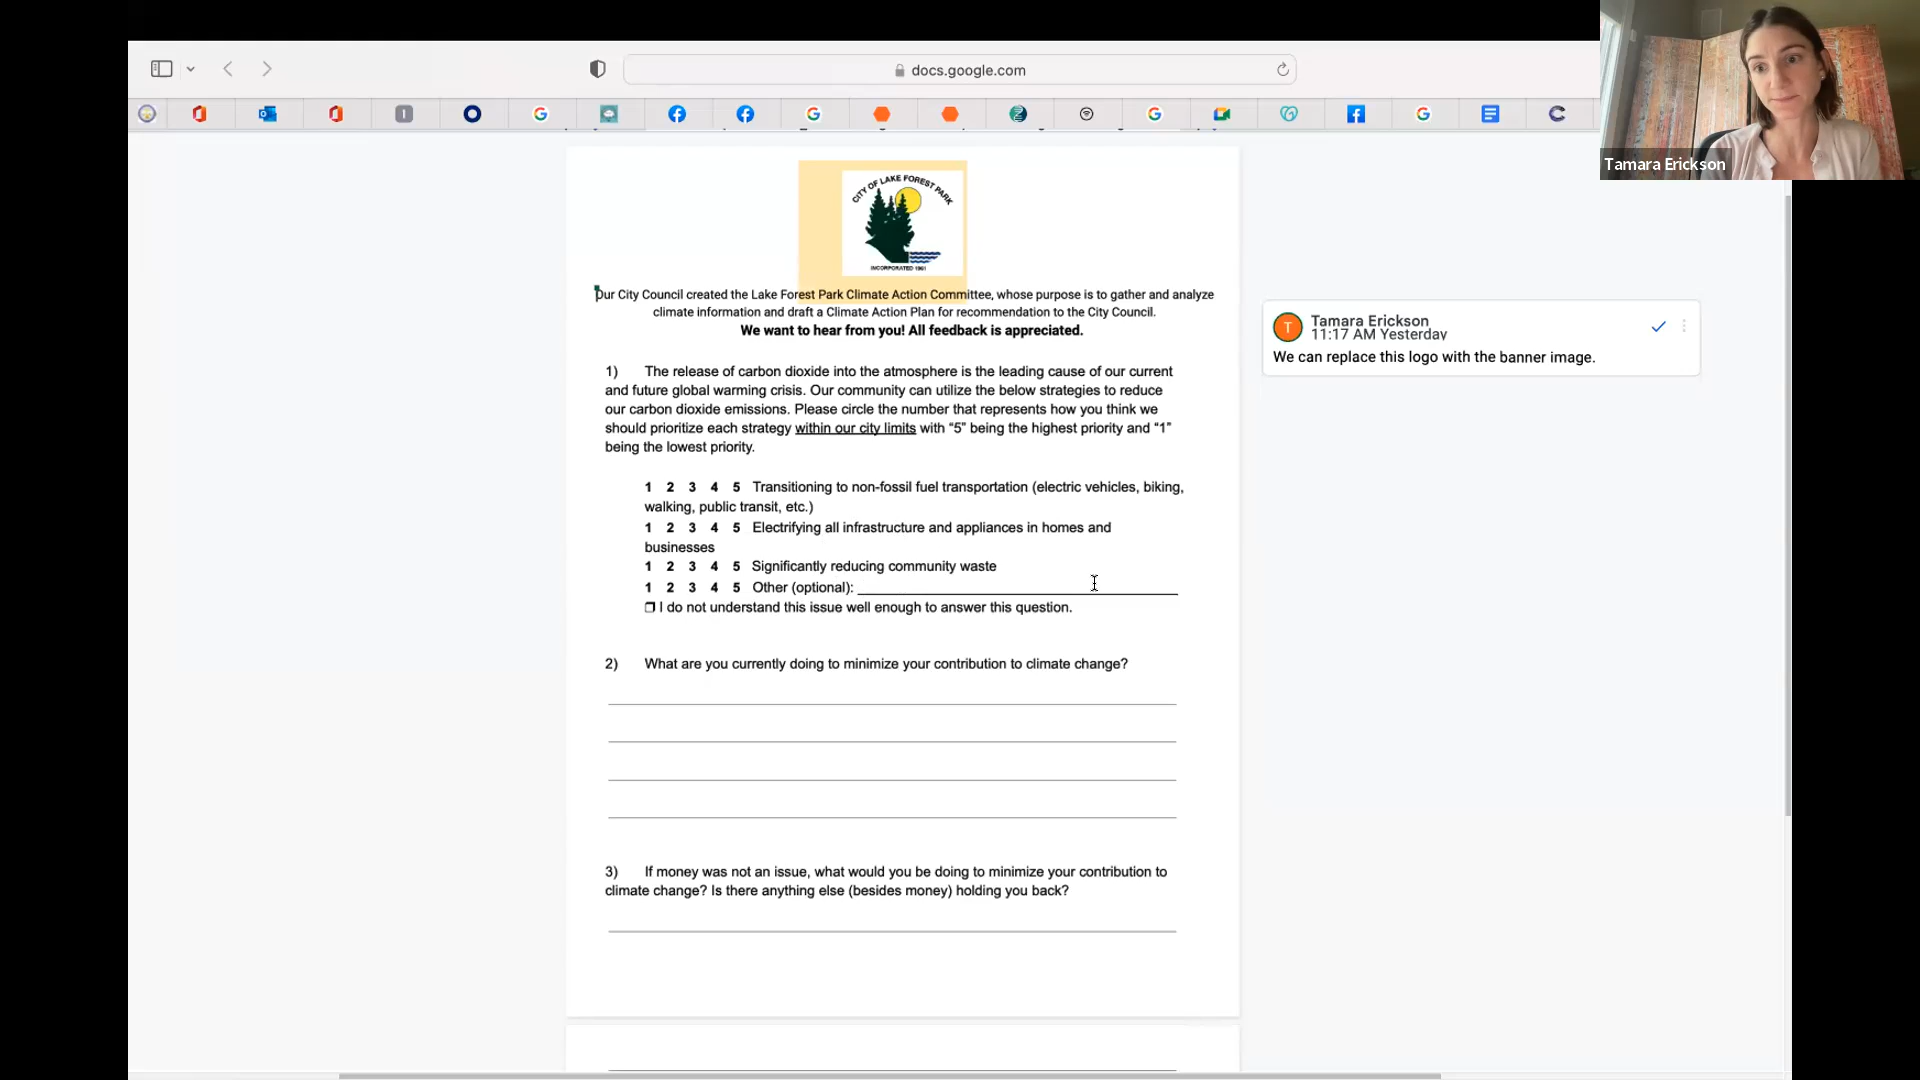 docs.google.com
Tamara Erickson
CITY OF LAKE FOREST PARK
INCORPORATED 1961
Our City Council created the Lake Forest Park Climate Action Committee, whose purpose is to gather and analyze
climate information and draft a Climate Action Plan for recommendation to the City Council.
We want to hear from you! All feedback is appreciated.
Tamara Erickson
11:17 AM Yesterday
We can replace this logo with the banner image.
1) The release of carbon dioxide into the atmosphere is the leading cause of our current
and future global warming crisis. Our community can utilize the below strategies to reduce
our carbon dioxide emissions. Please circle the number that represents how you think we
should prioritize each strategy within our city limits with “5” being the highest priority and “1”
being the lowest priority.
1 2 3 4 5 Transitioning to non-fossil fuel transportation (electric vehicles, biking,
walking, public transit, etc.)
1 2 3 4 5 Electrifying all infrastructure and appliances in homes and
businesses
1 2 3 4 5 Significantly reducing community waste
1 2 3 4 5 Other (optional):
I do not understand this issue well enough to answer this question.
2) What are you currently doing to minimize your contribution to climate change?
3) If money was not an issue, what would you be doing to minimize your contribution to
climate change? Is there anything else (besides money) holding you back?